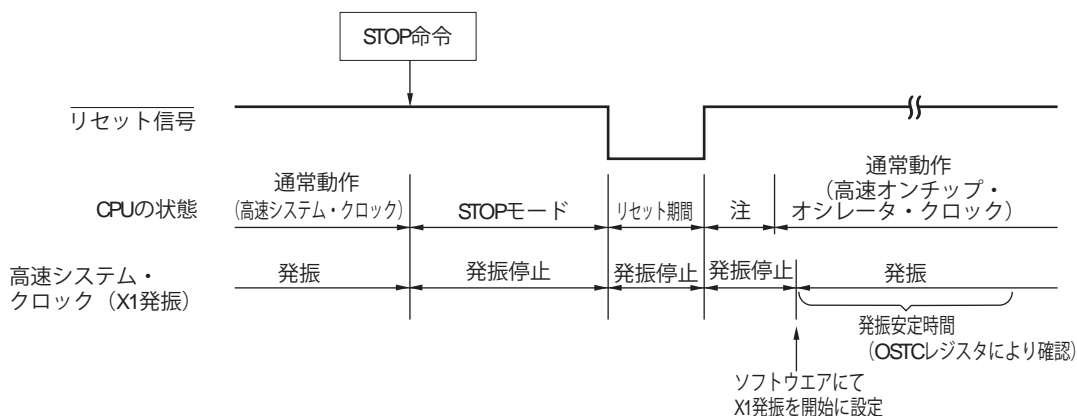 STOP命令
リセット信号
CPUの状態
通常動作
(高速システム・クロック)
STOPモード
リセット期間
注
通常動作
（高速オンチップ・
オシレータ・クロック）
高速システム・
クロック（X1発振）
発振
発振停止
発振停止
発振停止
発振
発振安定時間
（OSTCレジスタにより確認）
ソフトウエアにて
X1発振を開始に設定